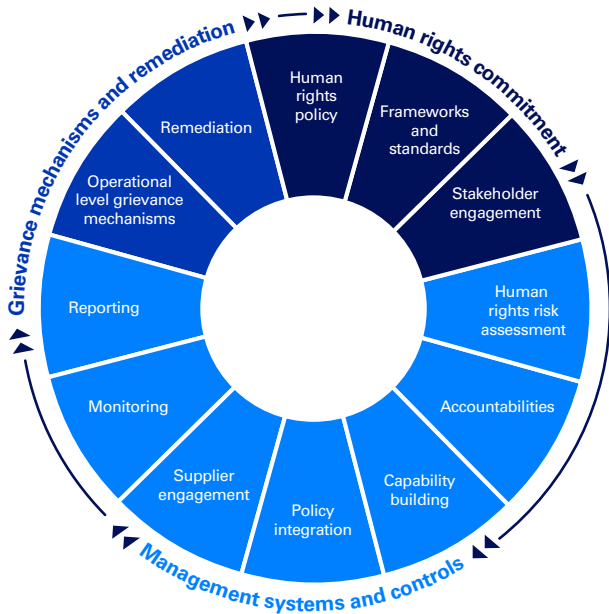 Human rights commitment
Human
rights
policy
Frameworks
and
standards
Stakeholder
engagement
Human
rights risk
assessment
Accountabilities
Capability
building
Policy
integration
Supplier
engagement
Monitoring
Reporting
Management systems and controls
Operational
level grievance
mechanisms
Remediation
Grievance mechanisms and remediation